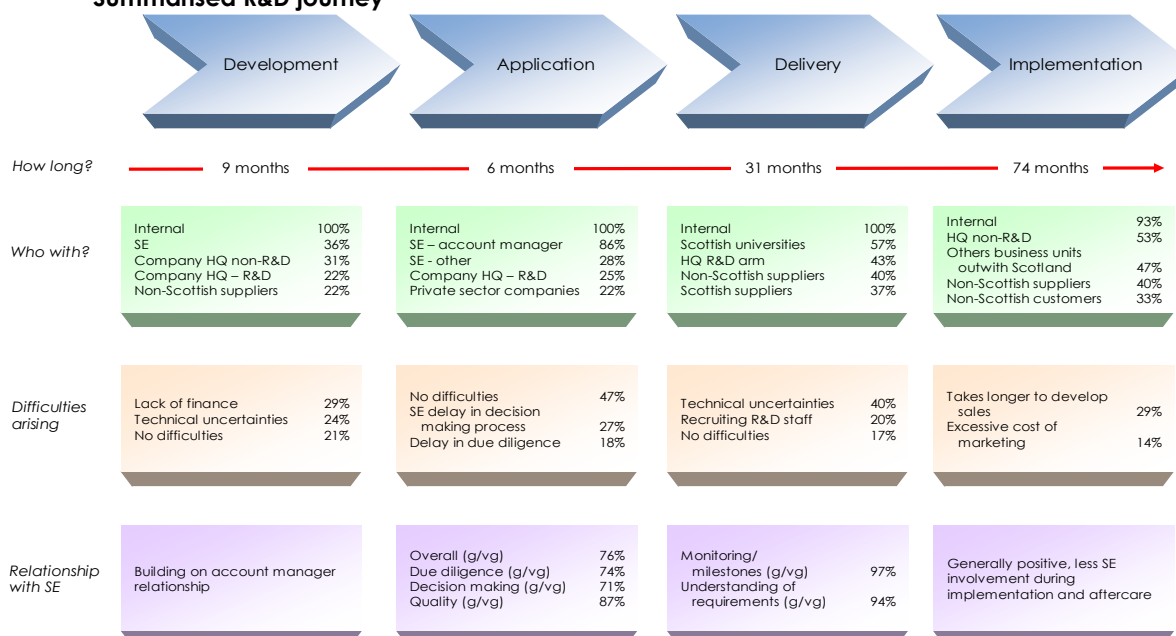 Summarised R&D journey
Development
Application
Delivery
Implementation
How long?
9 months
6 months
31 months
74 months
Who with?
Internal 100%
SE 36%
Company HQ non-R&D 31%
Company HQ – R&D 22%
Non-Scottish suppliers 22%
Internal 100%
SE – account manager 86%
SE - other 28%
Company HQ – R&D 25%
Private sector companies 22%
Internal 100%
Scottish universities 57%
HQ R&D arm 43%
Non-Scottish suppliers 40%
Scottish suppliers 37%
Internal 93%
HQ non-R&D 53%
Others business units
outwith Scotland 47%
Non-Scottish suppliers 40%
Non-Scottish customers 33%
Difficulties
arising
Lack of finance 29%
Technical uncertainties 24%
No difficulties 21%
No difficulties 47%
SE delay in decision
making process 27%
Delay in due diligence 18%
Technical uncertainties 40%
Recruiting R&D staff 20%
No difficulties 17%
Takes longer to develop
sales 29%
Excessive cost of
marketing 14%
Relationship
with SE
Building on account manager
relationship
Overall (g/vg) 76%
Due diligence (g/vg) 74%
Decision making (g/vg) 71%
Quality (g/vg) 87%
Monitoring/
milestones (g/vg) 97%
Understanding of
requirements (g/vg) 94%
Generally positive, less SE
involvement during
implementation and aftercare